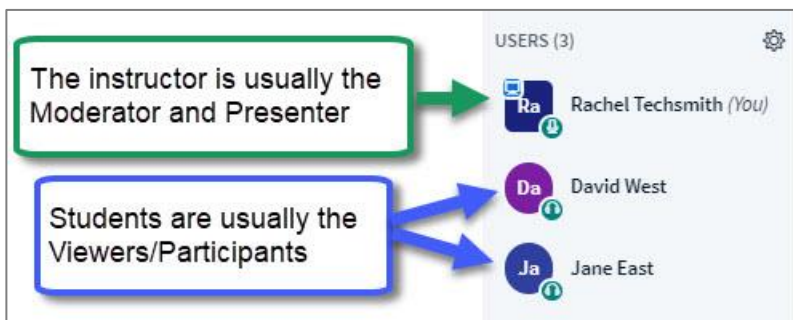 The instructor is usually the
Moderator and Presenter
Students are usually the
Viewers/Participants
USERS (3)
Ra
Rachel Techsmith (You)
Da
David West
Ja
Jane East